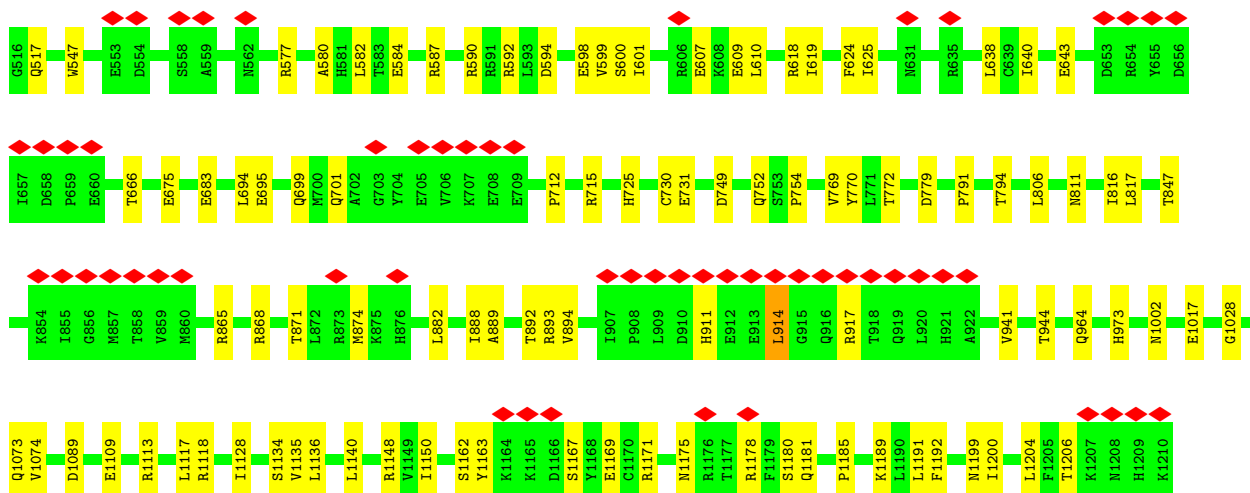 G516 Q517 W547 E553 D554 S558 A559 N562 R577 A580 H581 L582 T583 E584 R587 R590 R591 R592 L593 D594 E598 V599 S600 I601 R606 E607 K608 E609 L610 R618 I619 F624 I625 N631 R635 L638 C639 I640 E643 D653 R654 Y655 D656
I657 D658 P659 E660 T666 E675 E683 L694 E695 Q699 M700 Q701 A702 G703 Y704 E705 V706 K707 E708 E709 P712 R715 H725 C730 E731 D749 Q752 S753 P754 V769 Y770 L771 T772 D779 P791 T794 L806 N811 I816 L817 T847
K854 I855 G856 M857 T858 V859 M860 R865 R868 T871 L872 R873 M874 K875 H876 L882 I888 A889 T892 R893 V894 I907 P908 L909 D910 H911 E912 E913 L914 G915 Q916 R917 T918 Q919 L920 H921 A922 V941 T944 Q964 H973 N1002 E1017 G1028
Q1073 V1074 D1089 E1109 R1113 L1117 R1118 I1128 S1134 V1135 L1136 L1140 R1148 V1149 I1150 S1162 Y1163 K1164 K1165 D1166 S1167 Y1168 E1169 C1170 R1171 N1175 R1176 T1177 R1178 F1179 S1180 Q1181 P1185 K1189 L1190 L1191 F1192 N1199 I1200 L1204 F1205 T1206 K1207 N1208 H1209 K1210